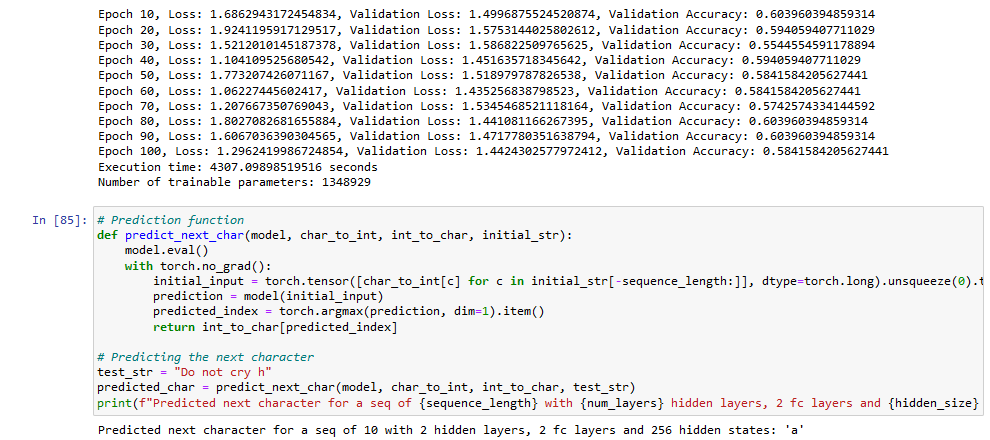 Epoch 10, Loss: 1.6862943172454834, Validation Loss: 1.4996875524520874, Validation Accuracy: 0.603960394859314
Epoch 20, Loss: 1.9241195917129517, Validation Loss: 1.5753144025802612, Validation Accuracy: 0.594059407711029
Epoch 30, Loss: 1.5212010145187378, Validation Loss: 1.586822509765625, Validation Accuracy: 0.5544554591178894
Epoch 40, Loss: 1.104109525680542, Validation Loss: 1.451635718345642, Validation Accuracy: 0.594059407711029
Epoch 50, Loss: 1.773207426071167, Validation Loss: 1.518979787826538, Validation Accuracy: 0.5841584205627441
Epoch 60, Loss: 1.06227445602417, Validation Loss: 1.435256838798523, Validation Accuracy: 0.5841584205627441
Epoch 70, Loss: 1.207667350769043, Validation Loss: 1.5345468521118164, Validation Accuracy: 0.5742574334144592
Epoch 80, Loss: 1.8027082681655884, Validation Loss: 1.441081166267395, Validation Accuracy: 0.603960394859314
Epoch 90, Loss: 1.6067036390304565, Validation Loss: 1.4717780351638794, Validation Accuracy: 0.603960394859314
Epoch 100, Loss: 1.2962419986724854, Validation Loss: 1.4424302577972412, Validation Accuracy: 0.5841584205627441
Execution time: 4307.09898519516 seconds
Number of trainable parameters: 1348929
In [85]: # Prediction function
def predict_next_char(model, char_to_int, int_to_char, initial_str):
    model.eval()
    with torch.no_grad():
        initial_input = torch.tensor([char_to_int[c] for c in initial_str[-sequence_length:]], dtype=torch.long).unsqueeze(0).t
        prediction = model(initial_input)
        predicted_index = torch.argmax(prediction, dim=1).item()
        return int_to_char[predicted_index]
# Predicting the next character
test_str = "Do not cry h"
predicted_char = predict_next_char(model, char_to_int, int_to_char, test_str)
print(f"Predicted next character for a seq of {sequence_length} with {num_layers} hidden layers, 2 fc layers and {hidden_size}
Predicted next character for a seq of 10 with 2 hidden layers, 2 fc layers and 256 hidden states: 'a'